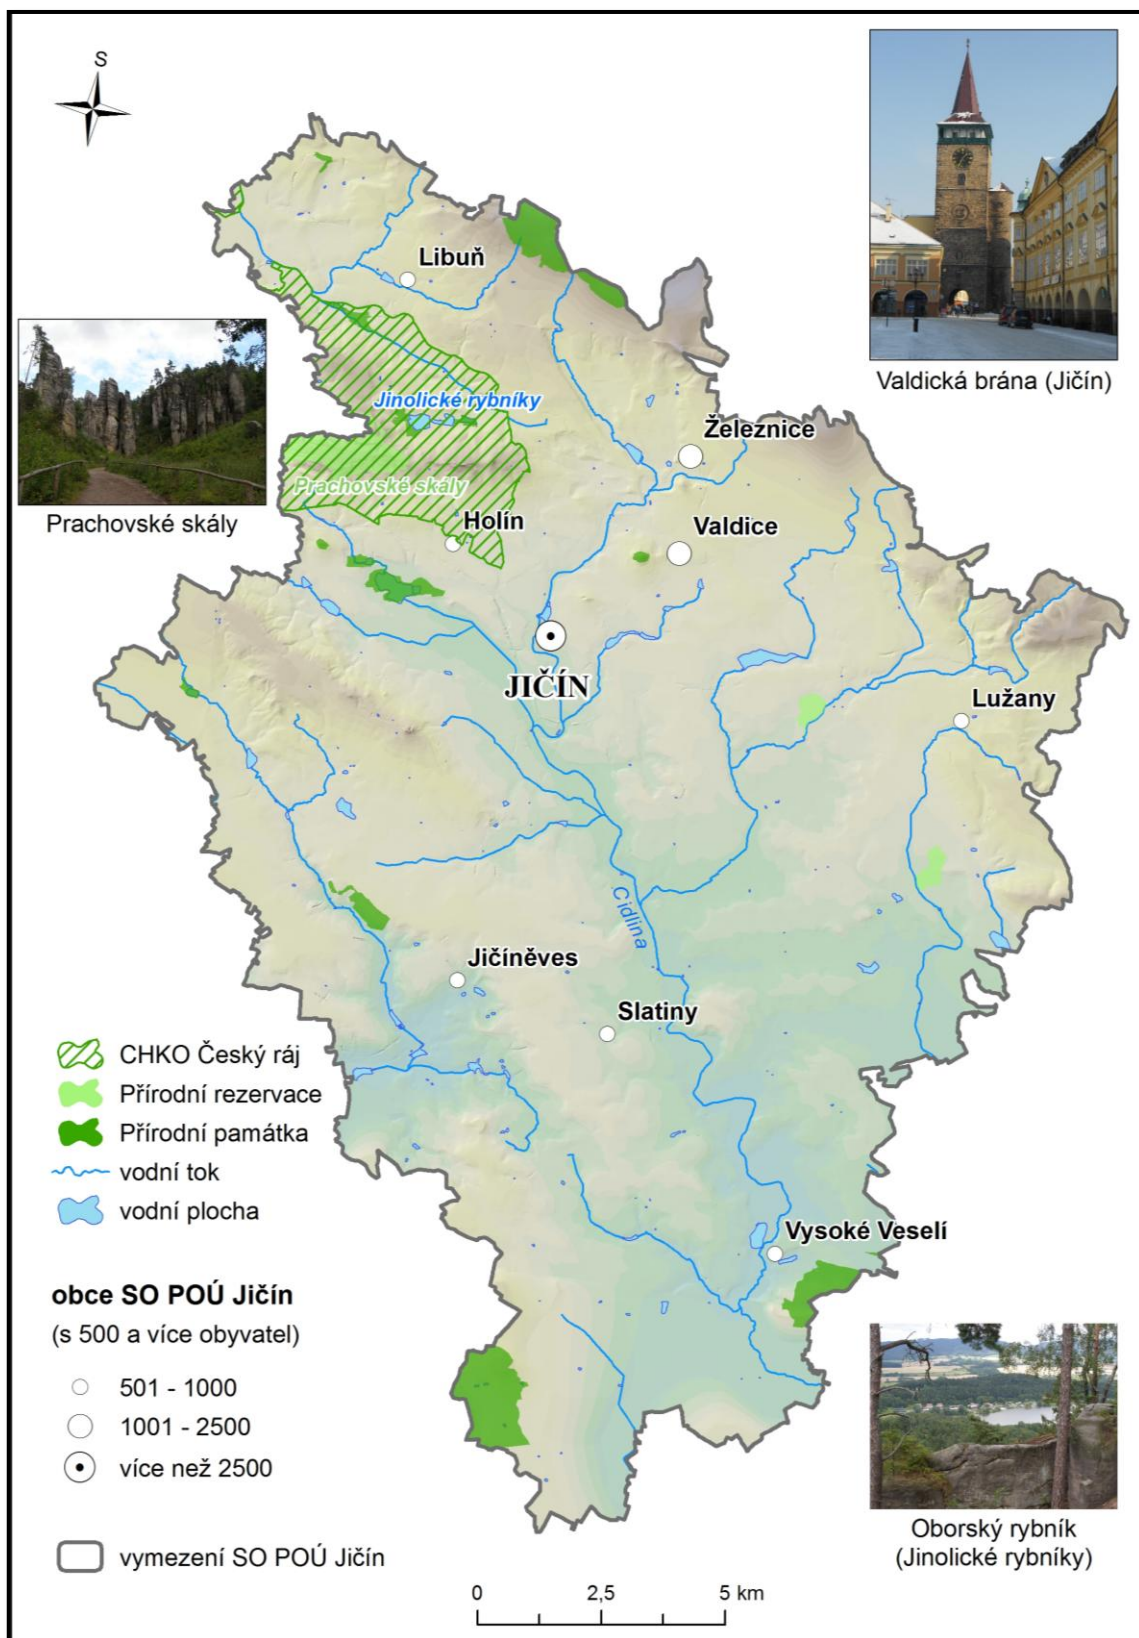 S
Valdická brána (Jičín)
Libuň
Jinolické rybníky
Železnice
Prachovské skály
Prachovské skály
Holín
Valdice
JIČÍN
Lužany
Cidlina
Jičíněves
Slatiny
CHKO Český ráj
Přírodní rezervace
Přírodní památka
vodní tok
vodní plocha
Vysoké Veselí
obce SO POÚ Jičín
(s 500 a více obyvatel)
501 - 1000
1001 - 2500
více než 2500
vymezení SO POÚ Jičín
Oborský rybník
(Jinolické rybníky)
0 2,5 5 km